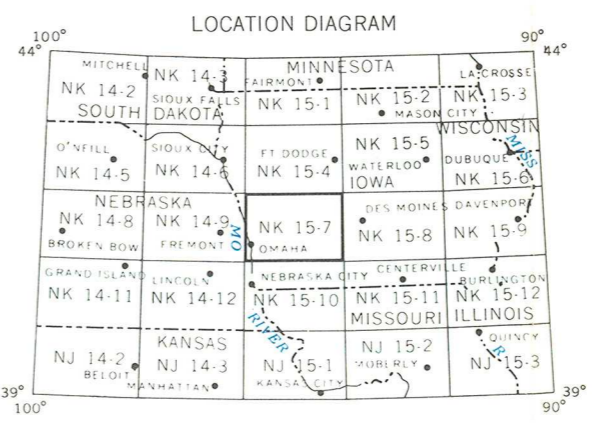 LOCATION DIAGRAM
100° 90°
44° 44°
MITCHELL NK 14-3 MINNESOTA LA CROSSE
NK 14-2 SIOUX FALLS FAIRMONT NK 15-2 NK 15-3
SOUTH DAKOTA NK 15-1 MASON CITY
WISCONSIN
O'NEILL SIOUX CITY FT DODGE NK 15-5 MISS
NK 14-5 NK 14-6 NK 15-4 WATERLOO DUBUQUE
IOWA NK 15-6
NEBRASKA DES MOINES DAVENPORT
NK 14-8 NK 14-9 MO NK 15-7 NK 15-8 NK 15-9
BROKEN BOW FREMONT OMAHA
GRAND ISLAND LINCOLN NEBRASKA CITY CENTERVILLE BURLINGTON
NK 14-11 NK 14-12 NK 15-10 NK 15-11 NK 15-12
RIVER MISSOURI ILLINOIS
KANSAS NJ 15-2 QUINCY
NJ 14-2 NJ 14-3 NJ 15-1 MOBERLY R NJ 15-3
BELOIT MANHATTAN KANSAS CITY
39° 39°
100° 90°